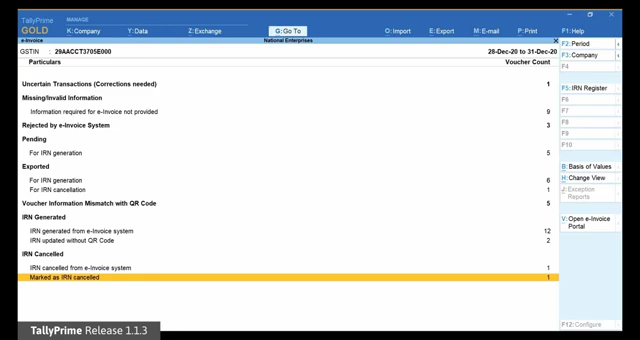 TallyPrime MANAGE
GOLD K: Company Y: Data Z: Exchange G: Go To O: Import E: Export M: E-mail P: Print F1: Help
e-Invoice National Enterprises
GSTIN : 29AACCT3705E000 28-Dec-20 to 31-Dec-20
Particulars Voucher Count
Uncertain Transactions (Corrections needed) 1
Missing/Invalid Information
Information required for e-Invoice not provided 9
Rejected by e-Invoice System 3
Pending
For IRN generation 5
Exported
For IRN generation 6
For IRN cancellation 1
Voucher Information Mismatch with QR Code 5
IRN Generated
IRN generated from e-Invoice system 12
IRN updated without QR Code 2
IRN Cancelled
IRN cancelled from e-Invoice system 1
Marked as IRN cancelled 1
F2: Period
F3: Company
F4
F5: IRN Register
F6
F7
F8
F9
F10
B: Basis of Values
H: Change View
J: Exception
Reports
V: Open e-Invoice
Portal
F12: Configure
TallyPrime Release 1.1.3